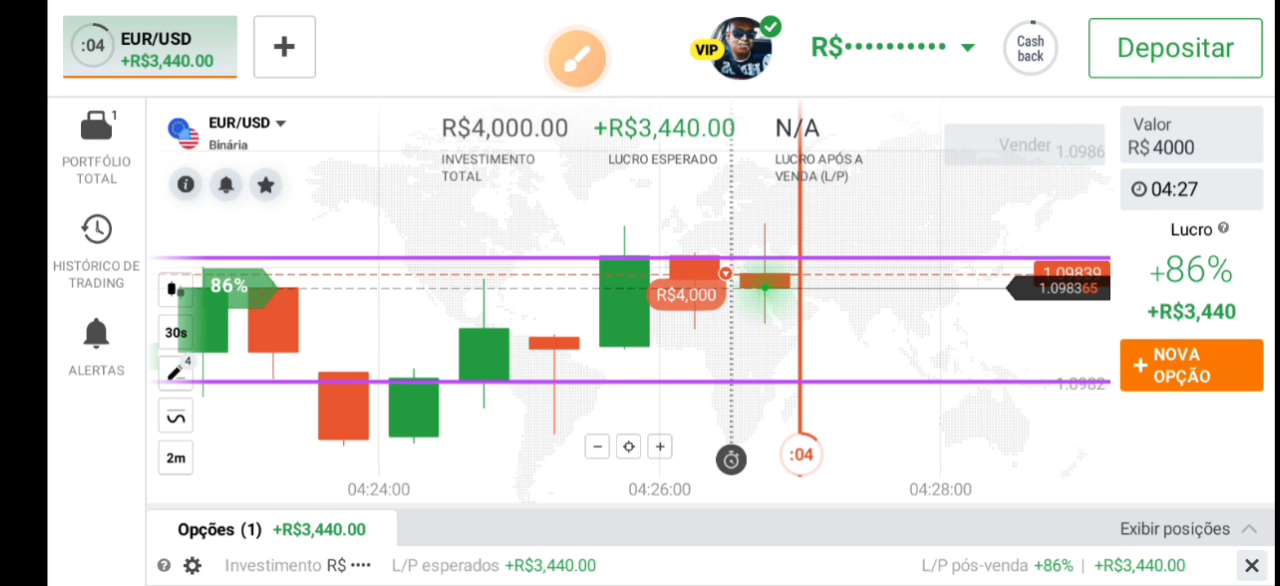 :04
EUR/USD
+R$3,440.00
+
VIP
R$••••••••••
Cash
back
Depositar
1
PORTFÓLIO
TOTAL
HISTÓRICO DE
TRADING
ALERTAS
EUR/USD
Binária
R$4,000.00
INVESTIMENTO
TOTAL
+R$3,440.00
LUCRO ESPERADO
N/A
LUCRO APÓS A
VENDA (L/P)
Vender
1.0986
Valor
R$ 4000
04:27
Lucro
+86%
+R$3,440
+ NOVA
OPÇÃO
86%
R$4,000
1.09839
1.098365
1.0982
30s
4
2m
− +
:04
04:24:00
04:26:00
04:28:00
Opções (1) +R$3,440.00
Exibir posições
Investimento R$ ••••
L/P esperados +R$3,440.00
L/P pós-venda +86% | +R$3,440.00